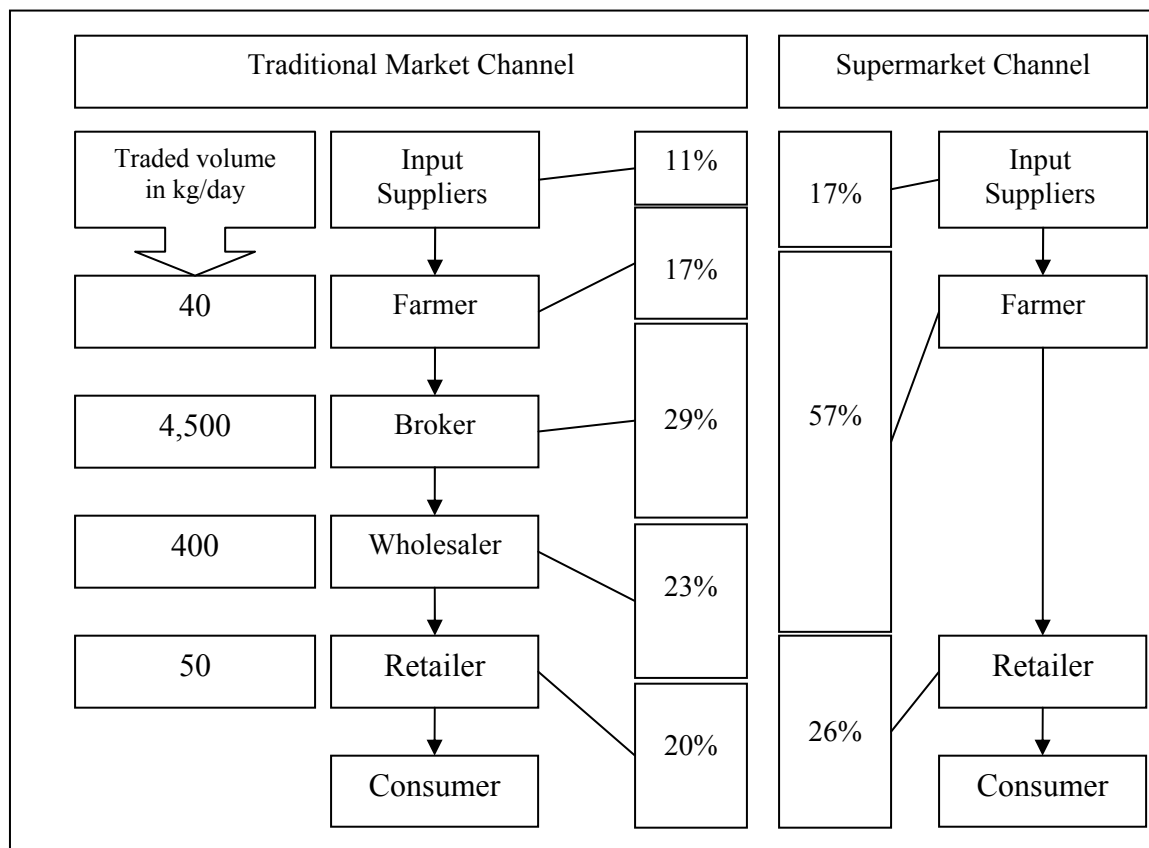 Traditional Market Channel
Supermarket Channel
Traded volume
in kg/day
Input
Suppliers
11%
17%
Input
Suppliers
40
Farmer
17%
Farmer
4,500
Broker
29%
57%
400
Wholesaler
23%
50
Retailer
20%
26%
Retailer
Consumer
Consumer